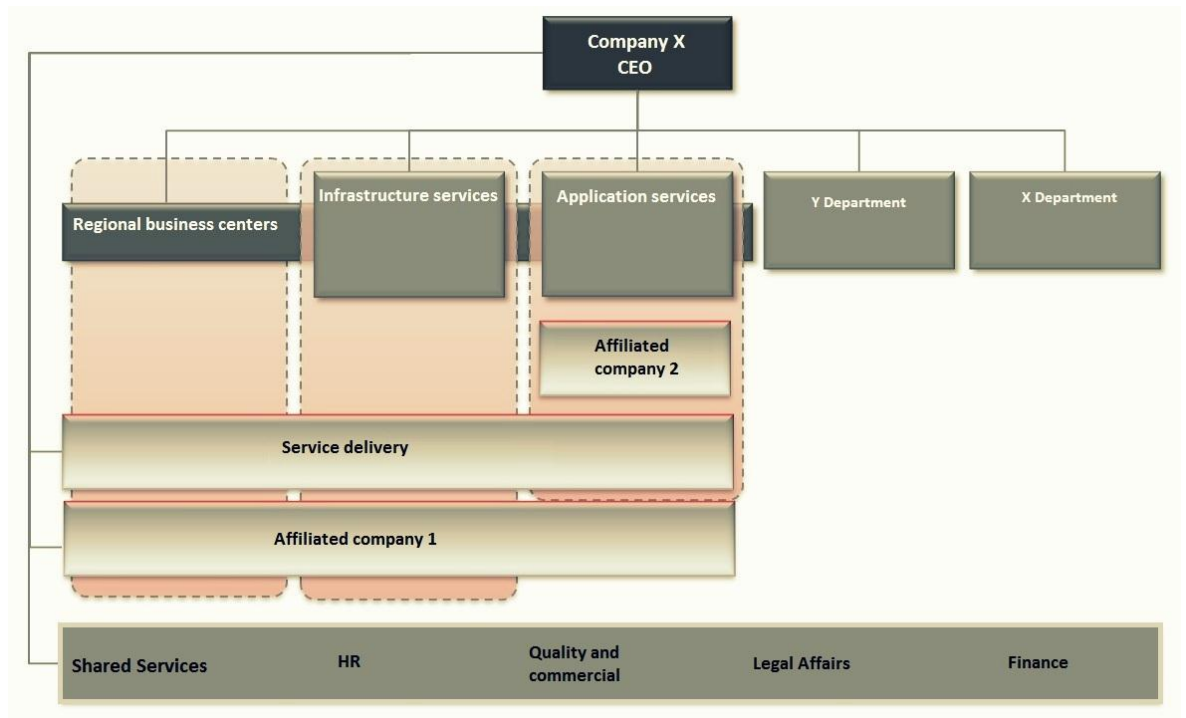 Company X
CEO
Infrastructure services
Application services
Y Department
X Department
Regional business centers
Affiliated
company 2
Service delivery
Affiliated company 1
Shared Services
HR
Quality and
commercial
Legal Affairs
Finance